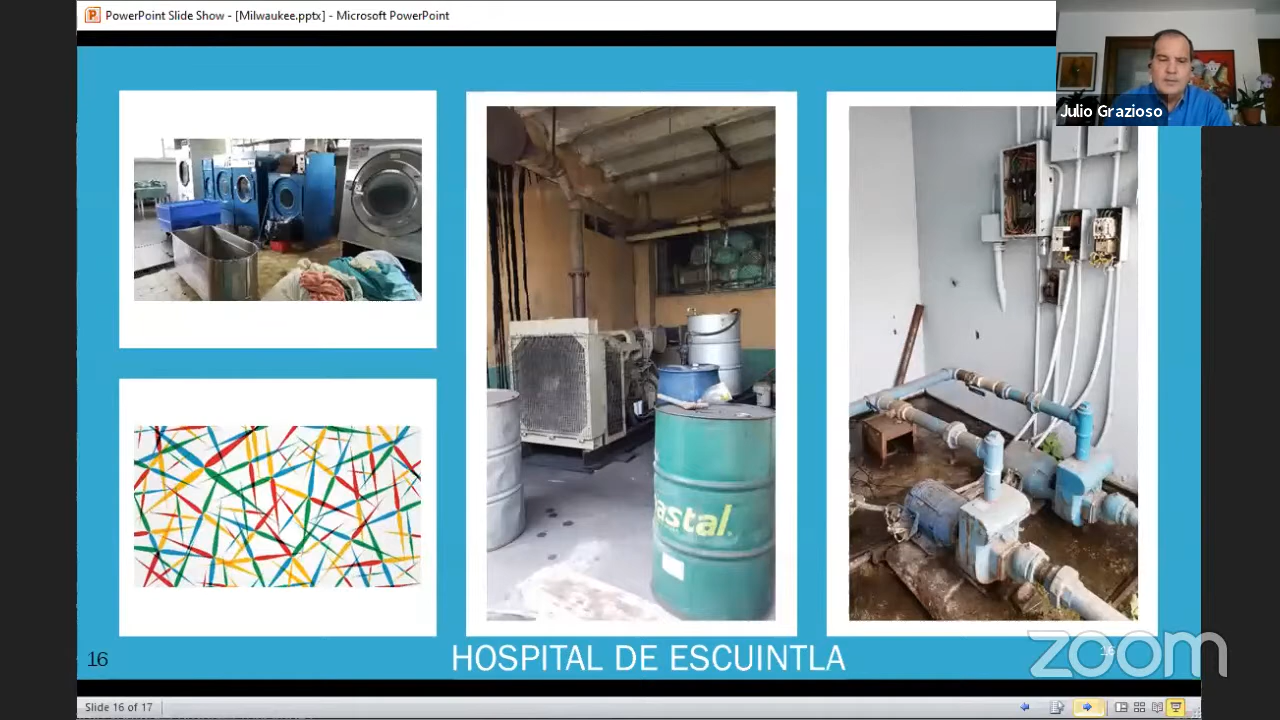 PowerPoint Slide Show - [Milwaukee.pptx] - Microsoft PowerPoint
Julio Grazioso
astal.
16
HOSPITAL DE ESCUINTLA
16
zoom
Slide 16 of 17